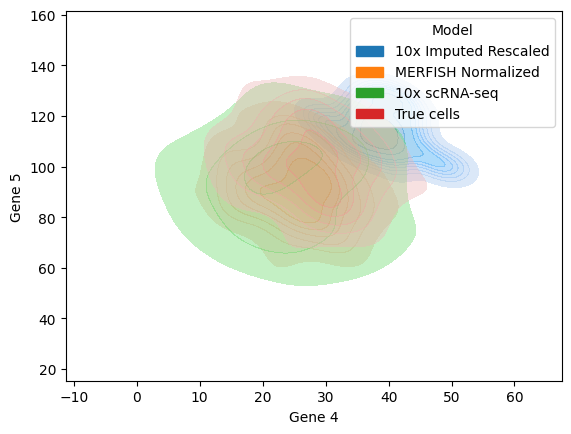 160
140
120
100
80
60
40
20
Gene 5
Model
10x Imputed Rescaled
MERFISH Normalized
10x scRNA-seq
True cells
−10 0 10 20 30 40 50 60
Gene 4